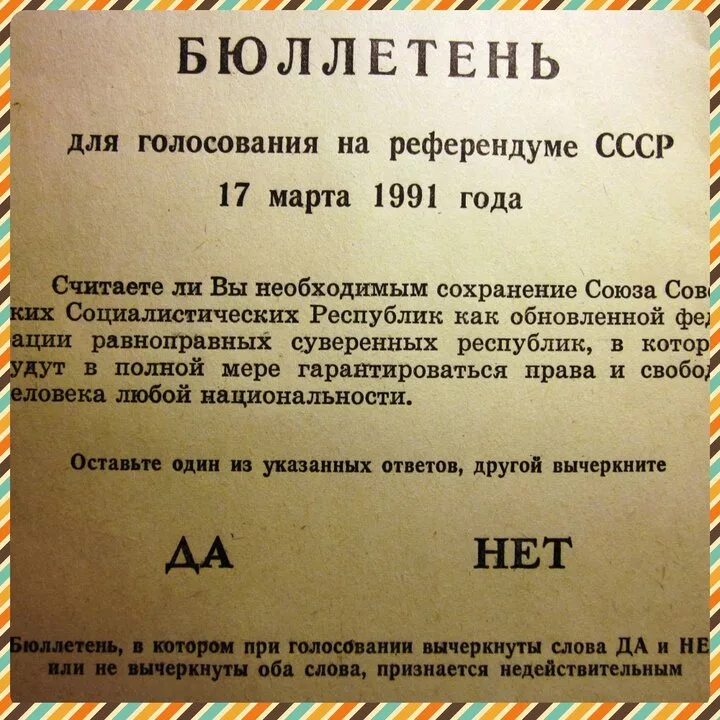 БЮЛЛЕТЕНЬ
для голосования на референдуме СССР
17 марта 1991 года
Считаете ли Вы необходимым сохранение Союза Сов
ких Социалистических Республик как обновленной фед
ации равноправных суверенных республик, в котор
удут в полной мере гарантироваться права и свобод
еловека любой национальности.
Оставьте один из указанных ответов, другой вычеркните
ДА НЕТ
Бюллетень, в котором при голосовании вычеркнуты слова ДА и НЕ
или не вычеркнуты оба слова, признается недействительным